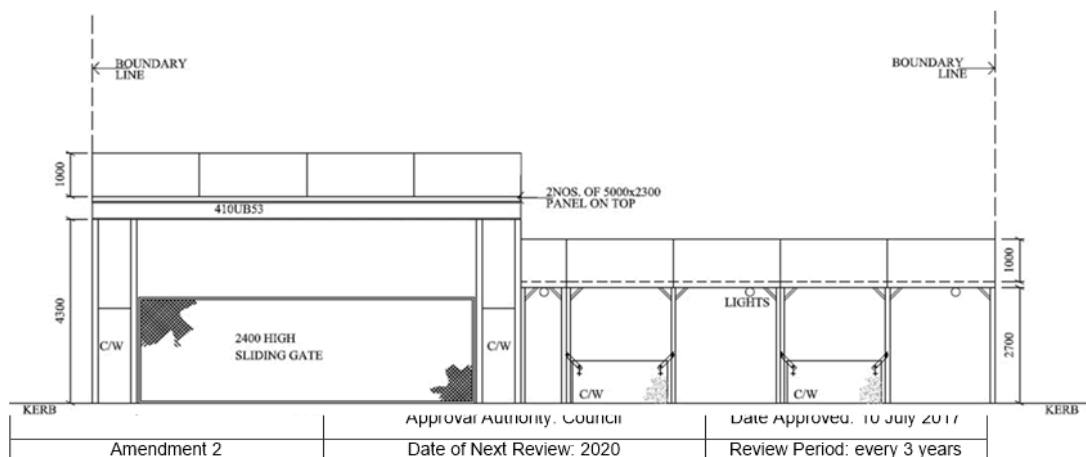 BOUNDARY
LINE
BOUNDARY
LINE
1000
2NOS. OF 5000x2300
PANEL ON TOP
410UB53
1000
4300
LIGHTS
2400 HIGH
SLIDING GATE
C/W
C/W
2700
C/W
C/W
KERB
KERB
Approval Authority: Council
Date Approved: 10 July 2017
Amendment 2
Date of Next Review: 2020
Review Period: every 3 years